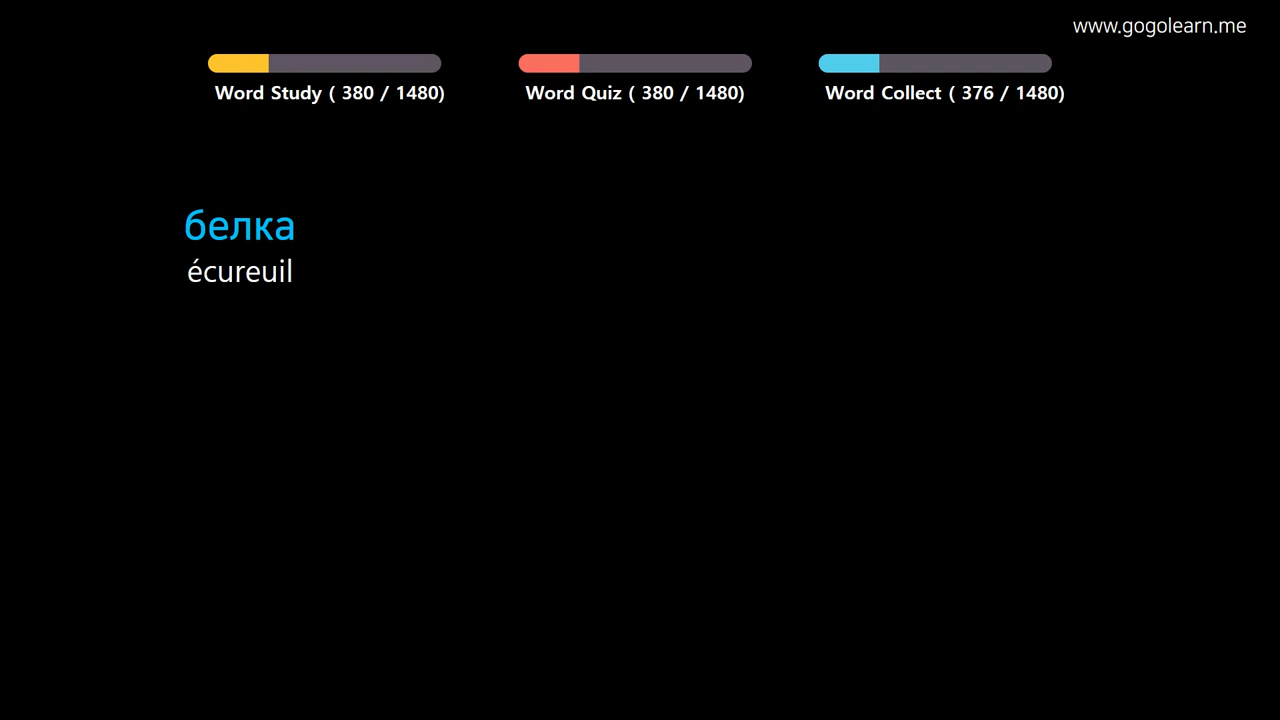 www.gogolearn.me
Word Study ( 380 / 1480)
Word Quiz ( 380 / 1480)
Word Collect ( 376 / 1480)
белка
écureuil